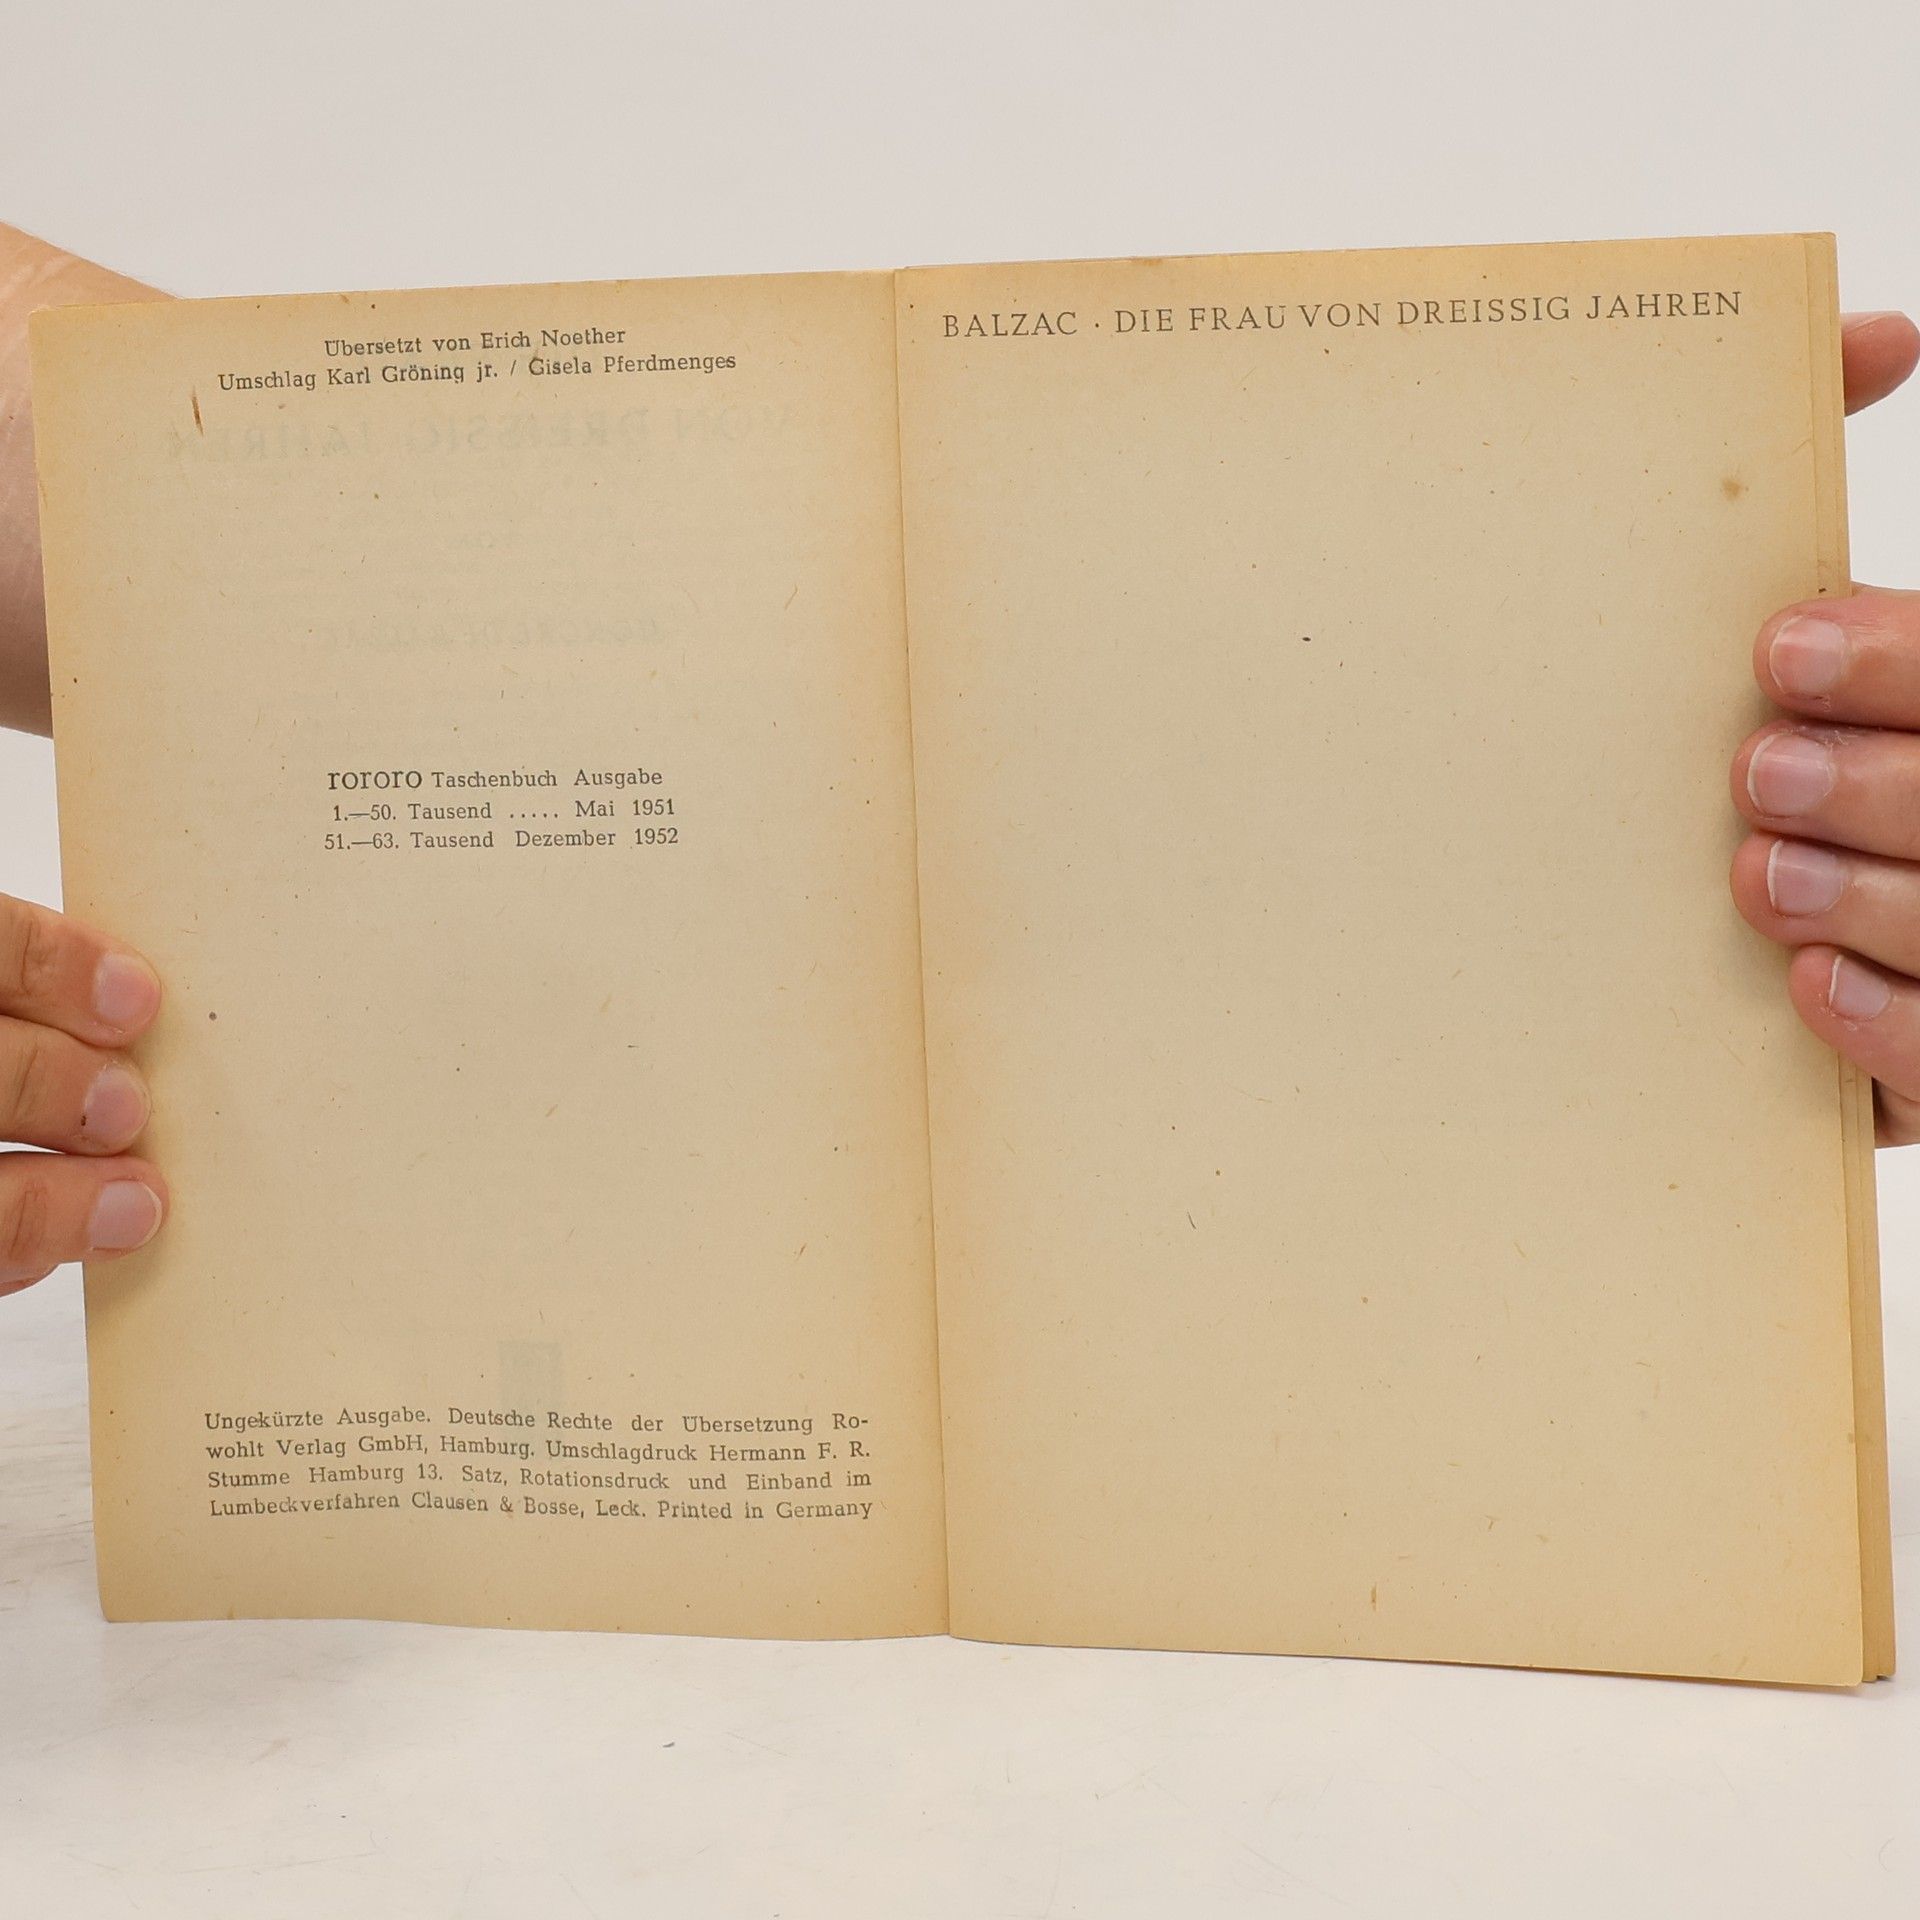 Übersetzt von Erich Noether
Umschlag Karl Gröning jr. / Gisela Pferdmenges
rororo Taschenbuch Ausgabe
1.—50. Tausend ..... Mai 1951
51.—63. Tausend Dezember 1952
Ungekürzte Ausgabe. Deutsche Rechte der Übersetzung Ro-
wohlt Verlag GmbH, Hamburg. Umschlagdruck Hermann F. R.
Stumme Hamburg 13. Satz, Rotationsdruck und Einband im
Lumbeckverfahren Clausen & Bosse, Leck. Printed in Germany
BALZAC · DIE FRAU VON DREISSIG JAHREN